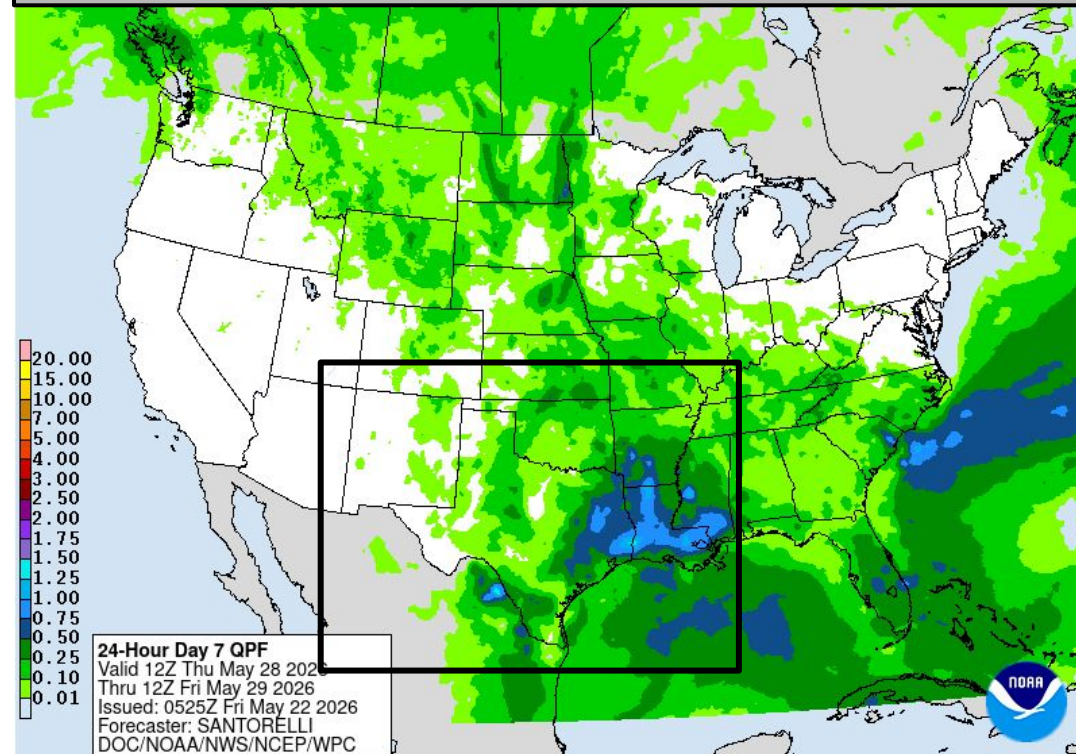 20.00
15.00
10.00
7.00
5.00
4.00
3.00
2.50
2.00
1.75
1.50
1.25
1.00
0.75
0.50
0.25
0.10
0.01
24-Hour Day 7 QPF
Valid 12Z Thu May 28 2026
Thru 12Z Fri May 29 2026
Issued: 0525Z Fri May 22 2026
Forecaster: SANTORELLI
DOC/NOAA/NWS/NCEP/WPC
NOAA